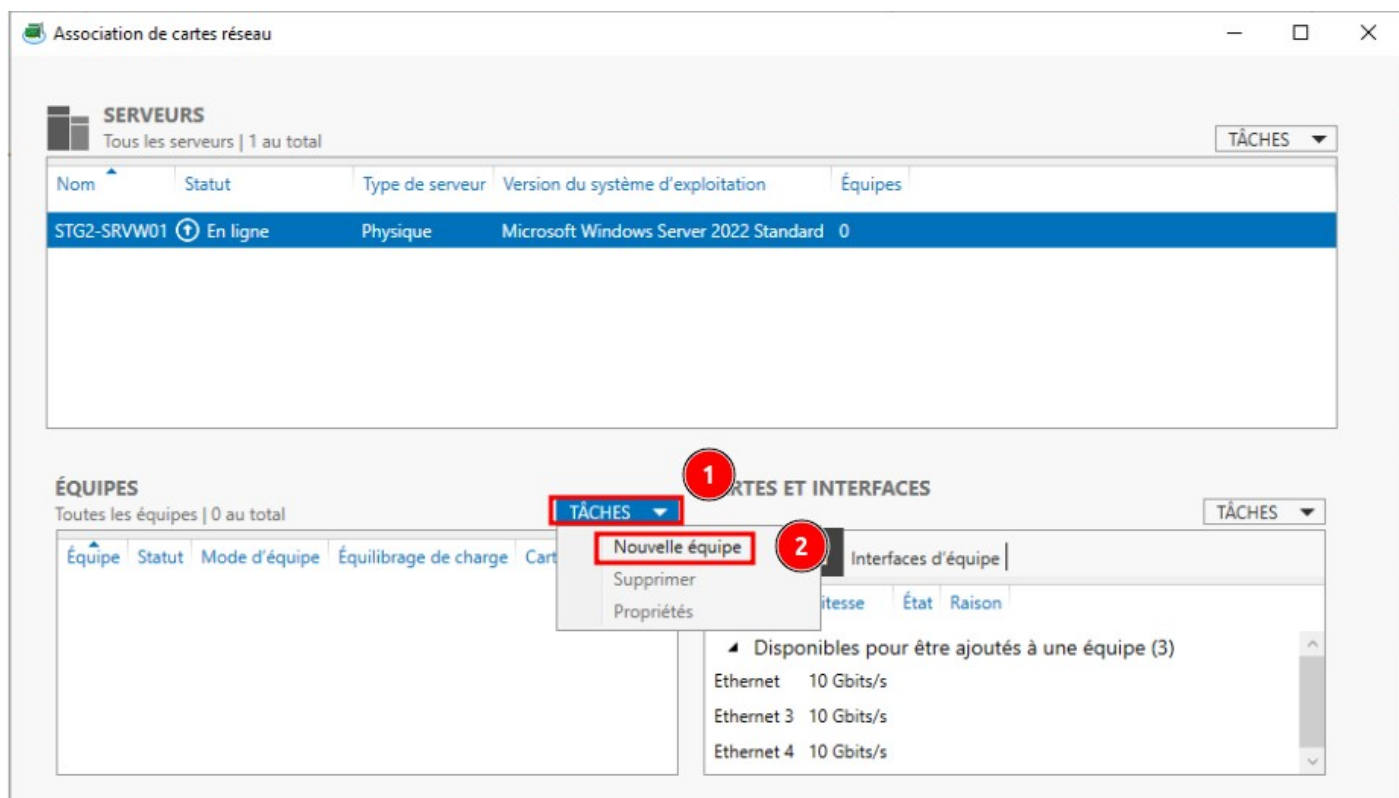 Association de cartes réseau
SERVEURS
Tous les serveurs | 1 au total
TÂCHES
Nom Statut Type de serveur Version du système d'exploitation Équipes
STG2-SRVW01 En ligne Physique Microsoft Windows Server 2022 Standard 0
ÉQUIPES
Toutes les équipes | 0 au total
TÂCHES
1
RTES ET INTERFACES
TÂCHES
Équipe Statut Mode d'équipe Équilibrage de charge Cart
Nouvelle équipe
2
Supprimer
Propriétés
Interfaces d'équipe
itesse État Raison
Disponibles pour être ajoutés à une équipe (3)
Ethernet 10 Gbits/s
Ethernet 3 10 Gbits/s
Ethernet 4 10 Gbits/s